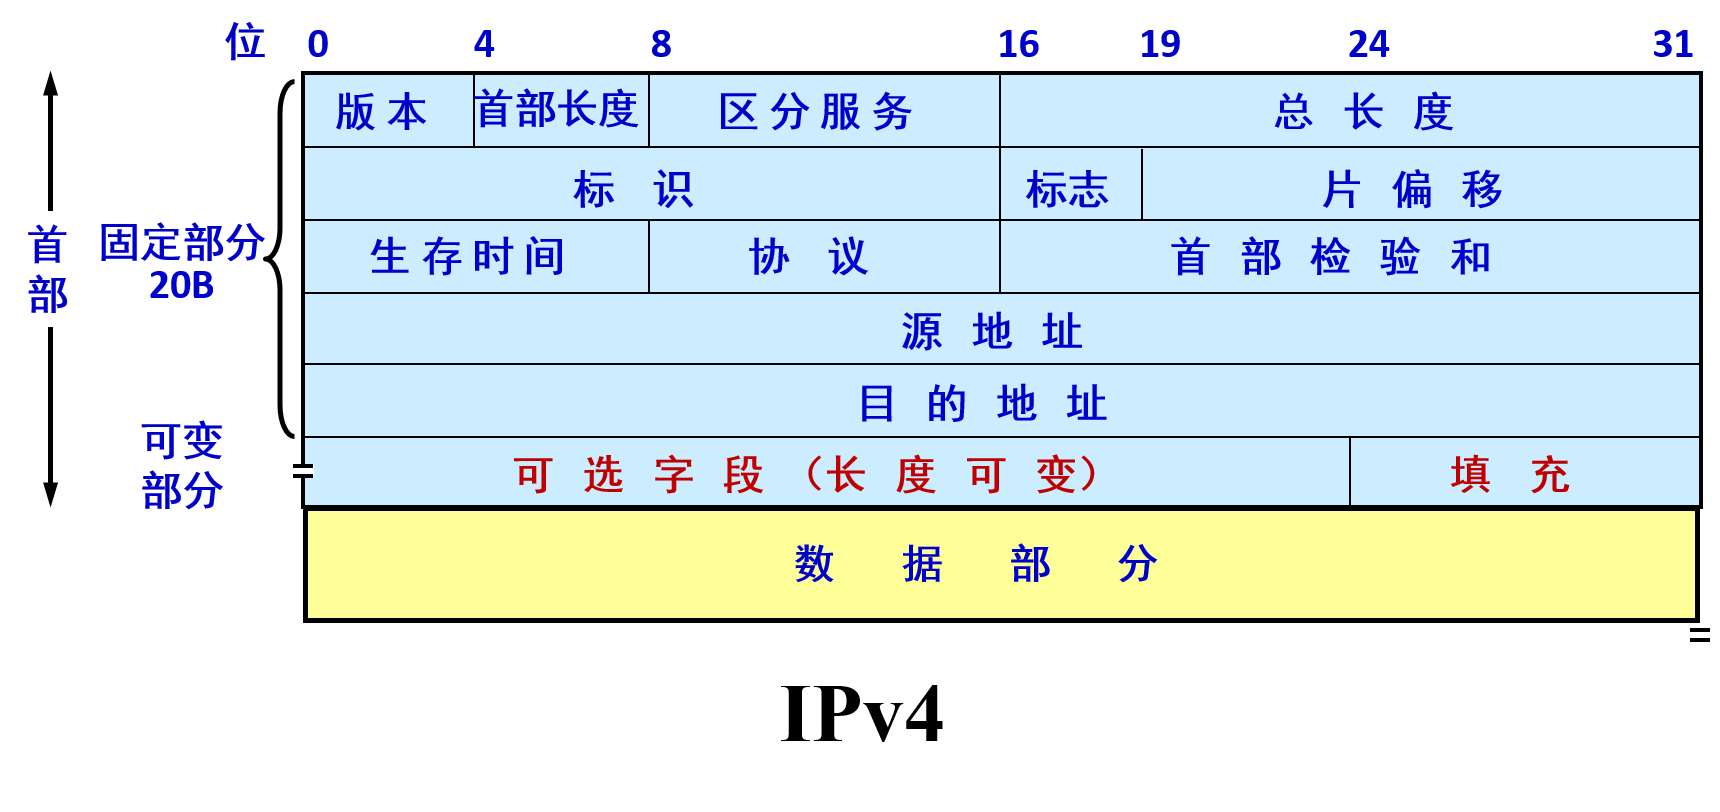 位 0 4 8 16 19 24 31
版本 首部长度 区分服务 总长度
标识 标志 片偏移
生存时间 协议 首部检验和
源地址
目的地址
可选字段（长度可变） 填充
数据部分
首部
固定部分
20B
可变
部分
IPv4